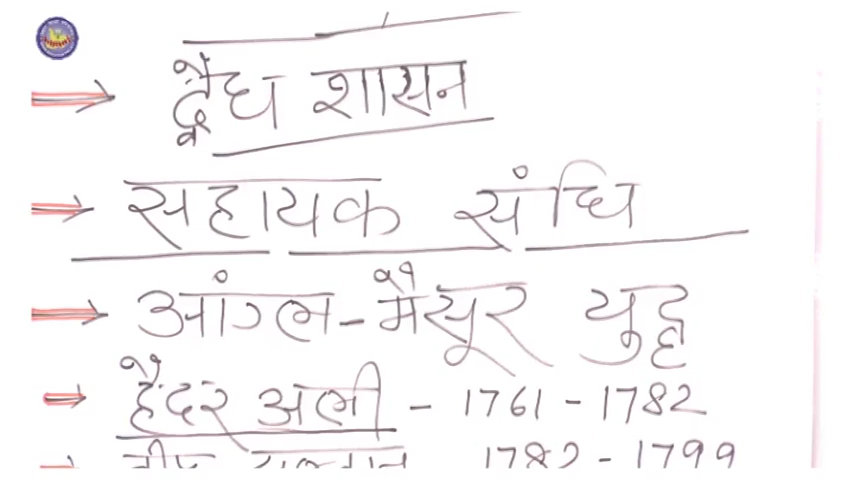 द्वैध शासन
सहायक संधि
आंग्ल-मैसूर युद्ध
हैदर अली - 1761 - 1782
1782 - 1799